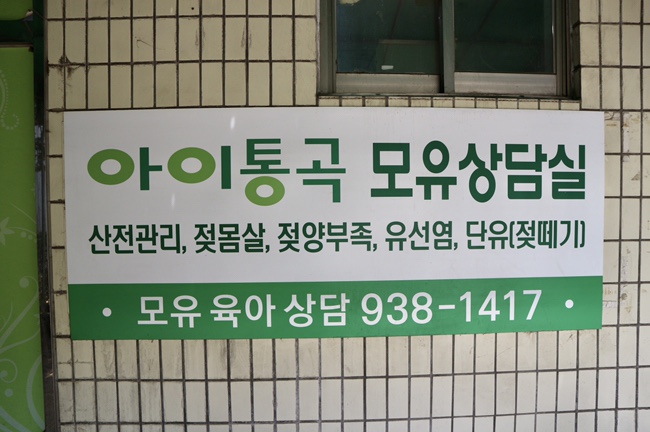 아이통곡 모유상담실
산전관리, 젖몸살, 젖양부족, 유선염, 단유(젖떼기)
• 모유 육아 상담 938-1417 •